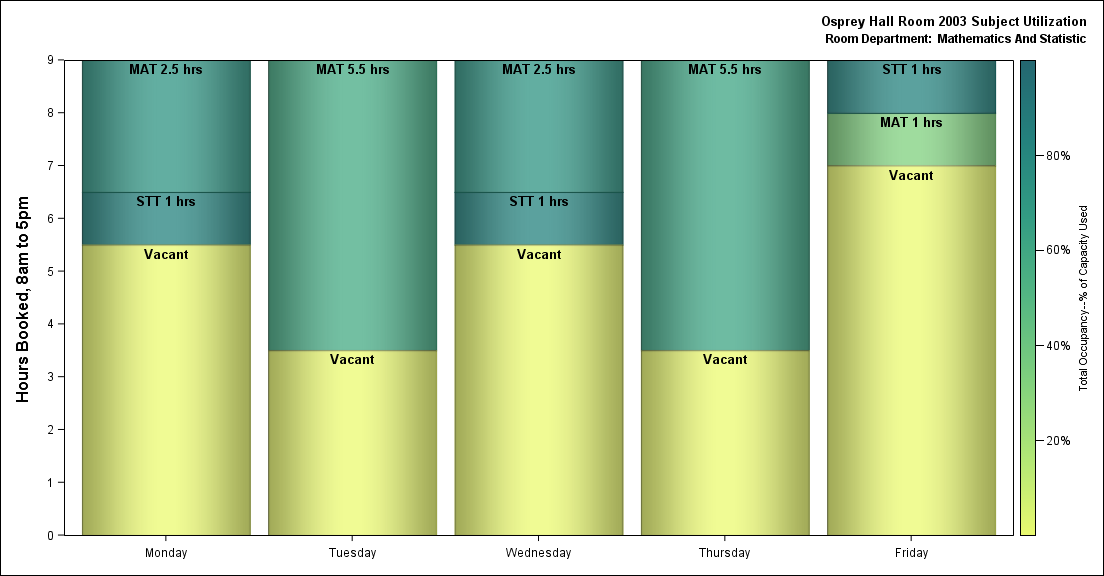 Osprey Hall Room 2003 Subject Utilization
Room Department: Mathematics And Statistic
Hours Booked, 8am to 5pm
9
8
7
6
5
4
3
2
1
0
MAT 2.5 hrs
STT 1 hrs
Vacant
MAT 5.5 hrs
Vacant
MAT 2.5 hrs
STT 1 hrs
Vacant
MAT 5.5 hrs
Vacant
STT 1 hrs
MAT 1 hrs
Vacant
Monday
Tuesday
Wednesday
Thursday
Friday
80%
60%
40%
20%
Total Occupancy--% of Capacity Used